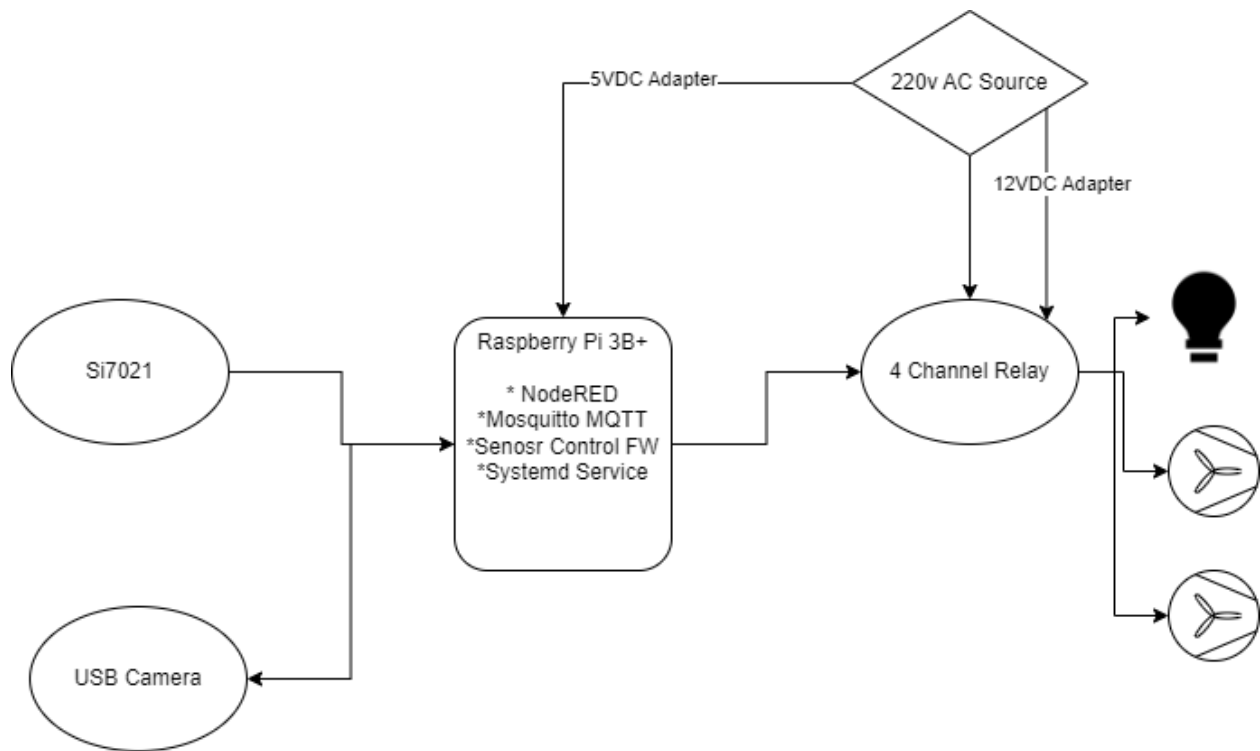 220v AC Source
5VDC Adapter
12VDC Adapter
Si7021
Raspberry Pi 3B+
* NodeRED
*Mosquitto MQTT
*Senosr Control FW
*Systemd Service
4 Channel Relay
USB Camera